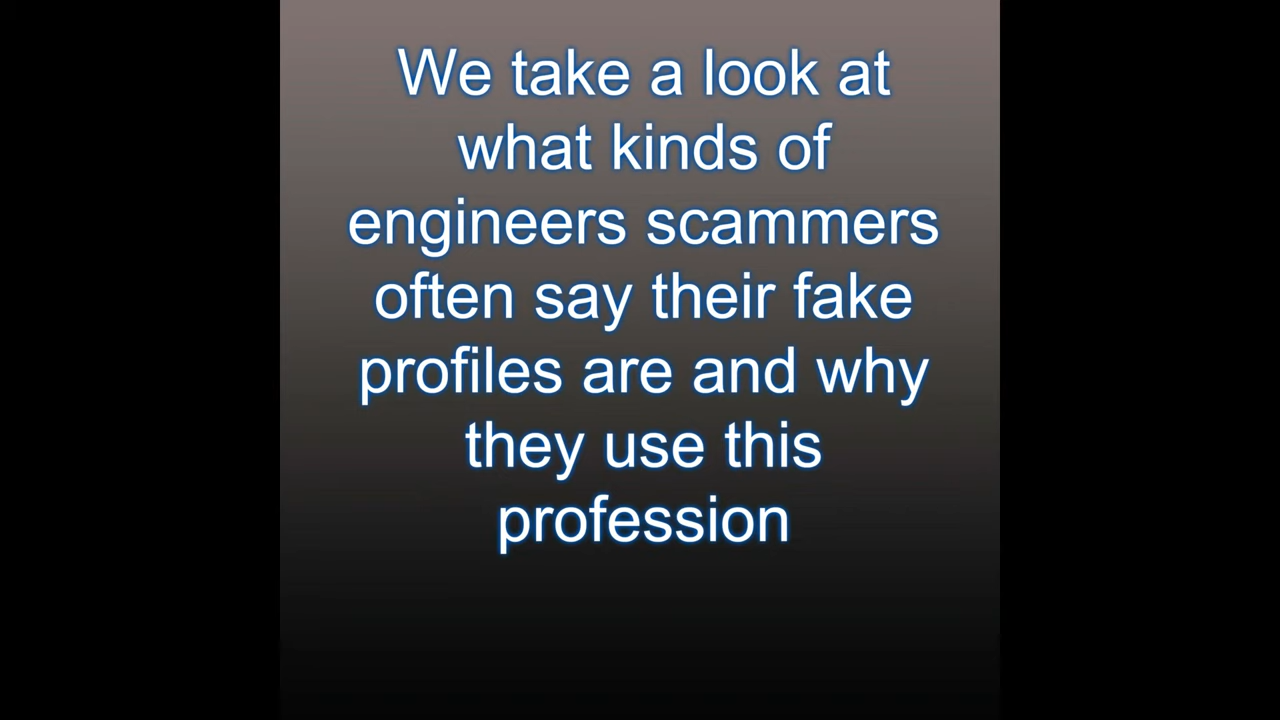 We take a look at
what kinds of
engineers scammers
often say their fake
profiles are and why
they use this
profession